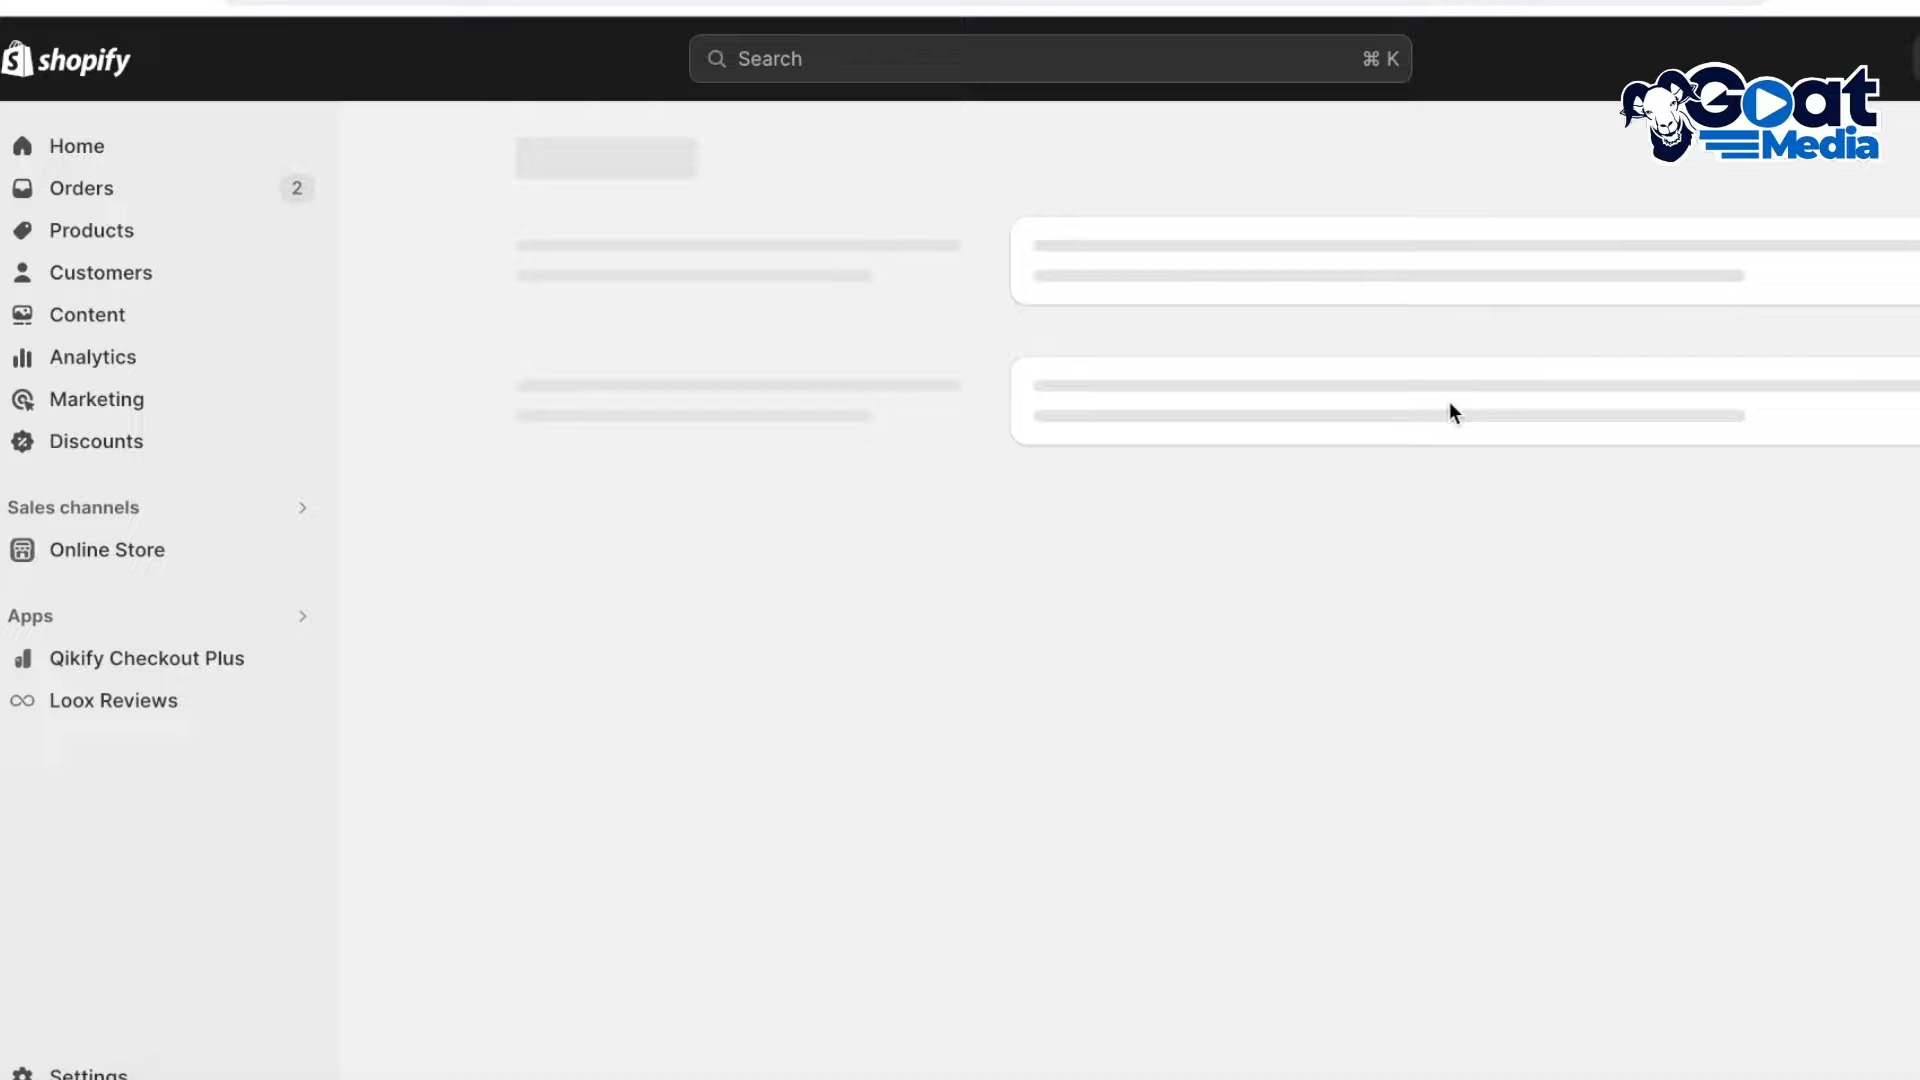 shopify
Search
⌘ K
Goat
Media
Home
Orders
2
Products
Customers
Content
Analytics
Marketing
Discounts
Sales channels
Online Store
Apps
Qikify Checkout Plus
Loox Reviews
Settings